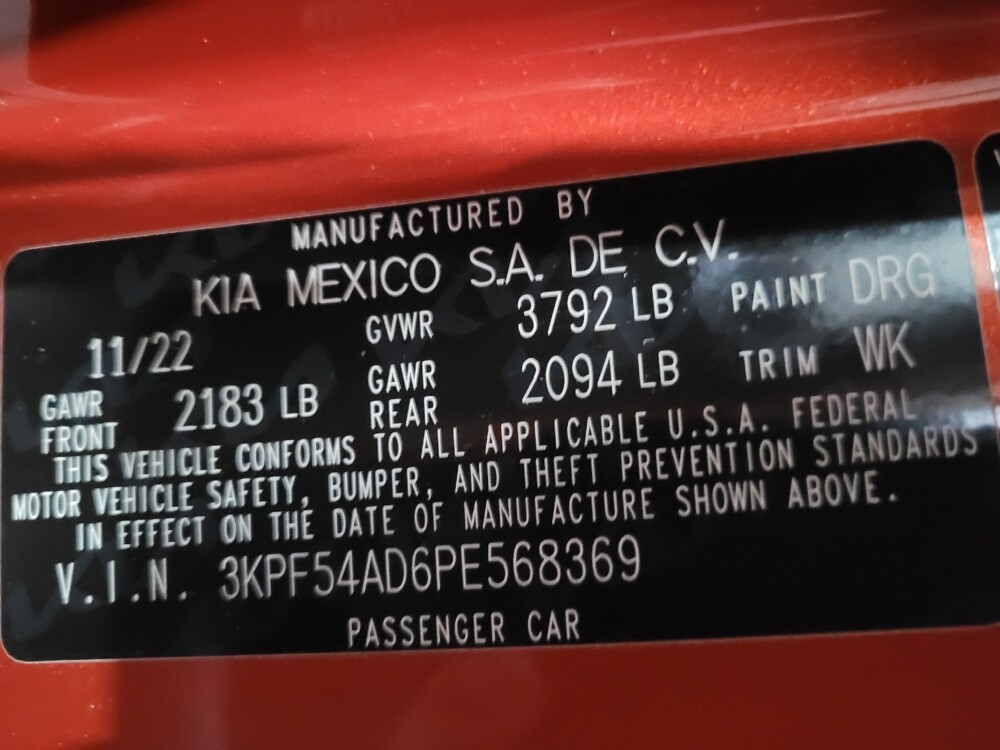 MANUFACTURED BY
KIA MEXICO S.A. DE C.V.
11/22 GVWR 3792 LB PAINT DRG
GAWR FRONT 2183 LB GAWR REAR 2094 LB TRIM WK
THIS VEHICLE CONFORMS TO ALL APPLICABLE U.S.A. FEDERAL
MOTOR VEHICLE SAFETY, BUMPER, AND THEFT PREVENTION STANDARDS
IN EFFECT ON THE DATE OF MANUFACTURE SHOWN ABOVE.
V.I.N. 3KPF54AD6PE568369
PASSENGER CAR